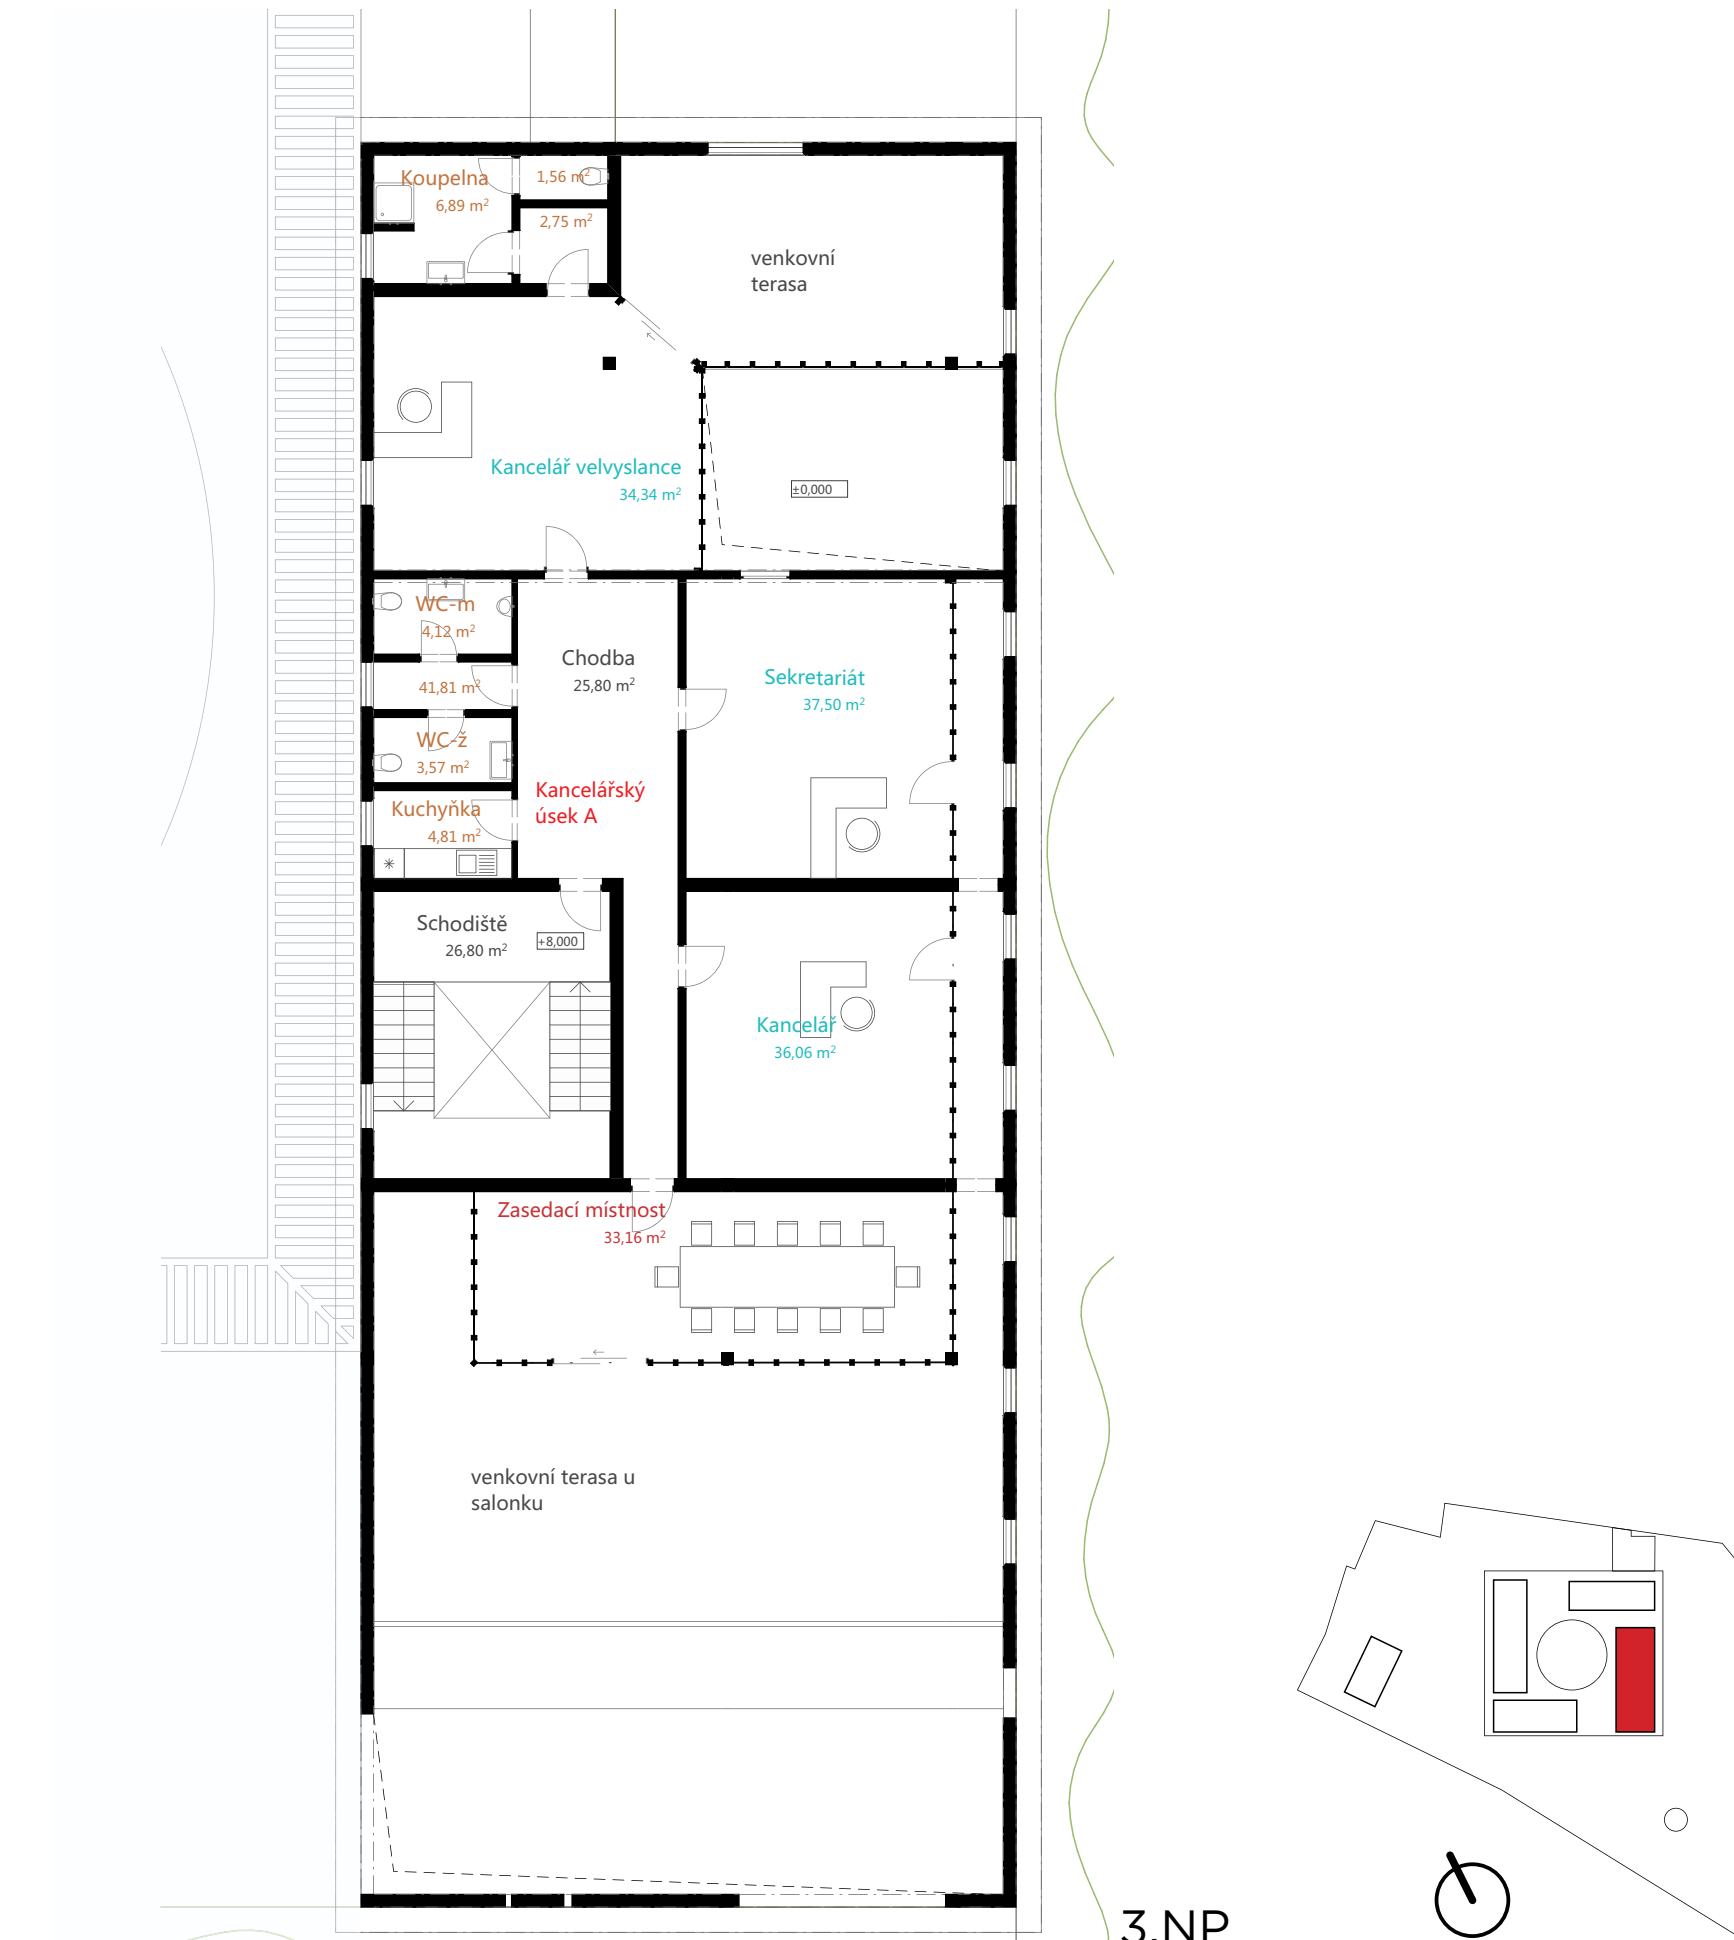 Koupelna
6,89 m²
1,56 m²
2,75 m²
venkovní
terasa
Kancelář velvyslance
34,34 m²
±0,000
WC-m
4,12 m²
Chodba
25,80 m²
Sekretariát
37,50 m²
41,81 m²
WC-ž
3,57 m²
Kancelářský
úsek A
Kuchyňka
4,81 m²
Schodiště
26,80 m²
+8,000
Kancelář
36,06 m²
Zasedací místnost
33,16 m²
venkovní terasa u
salonku
3.NP